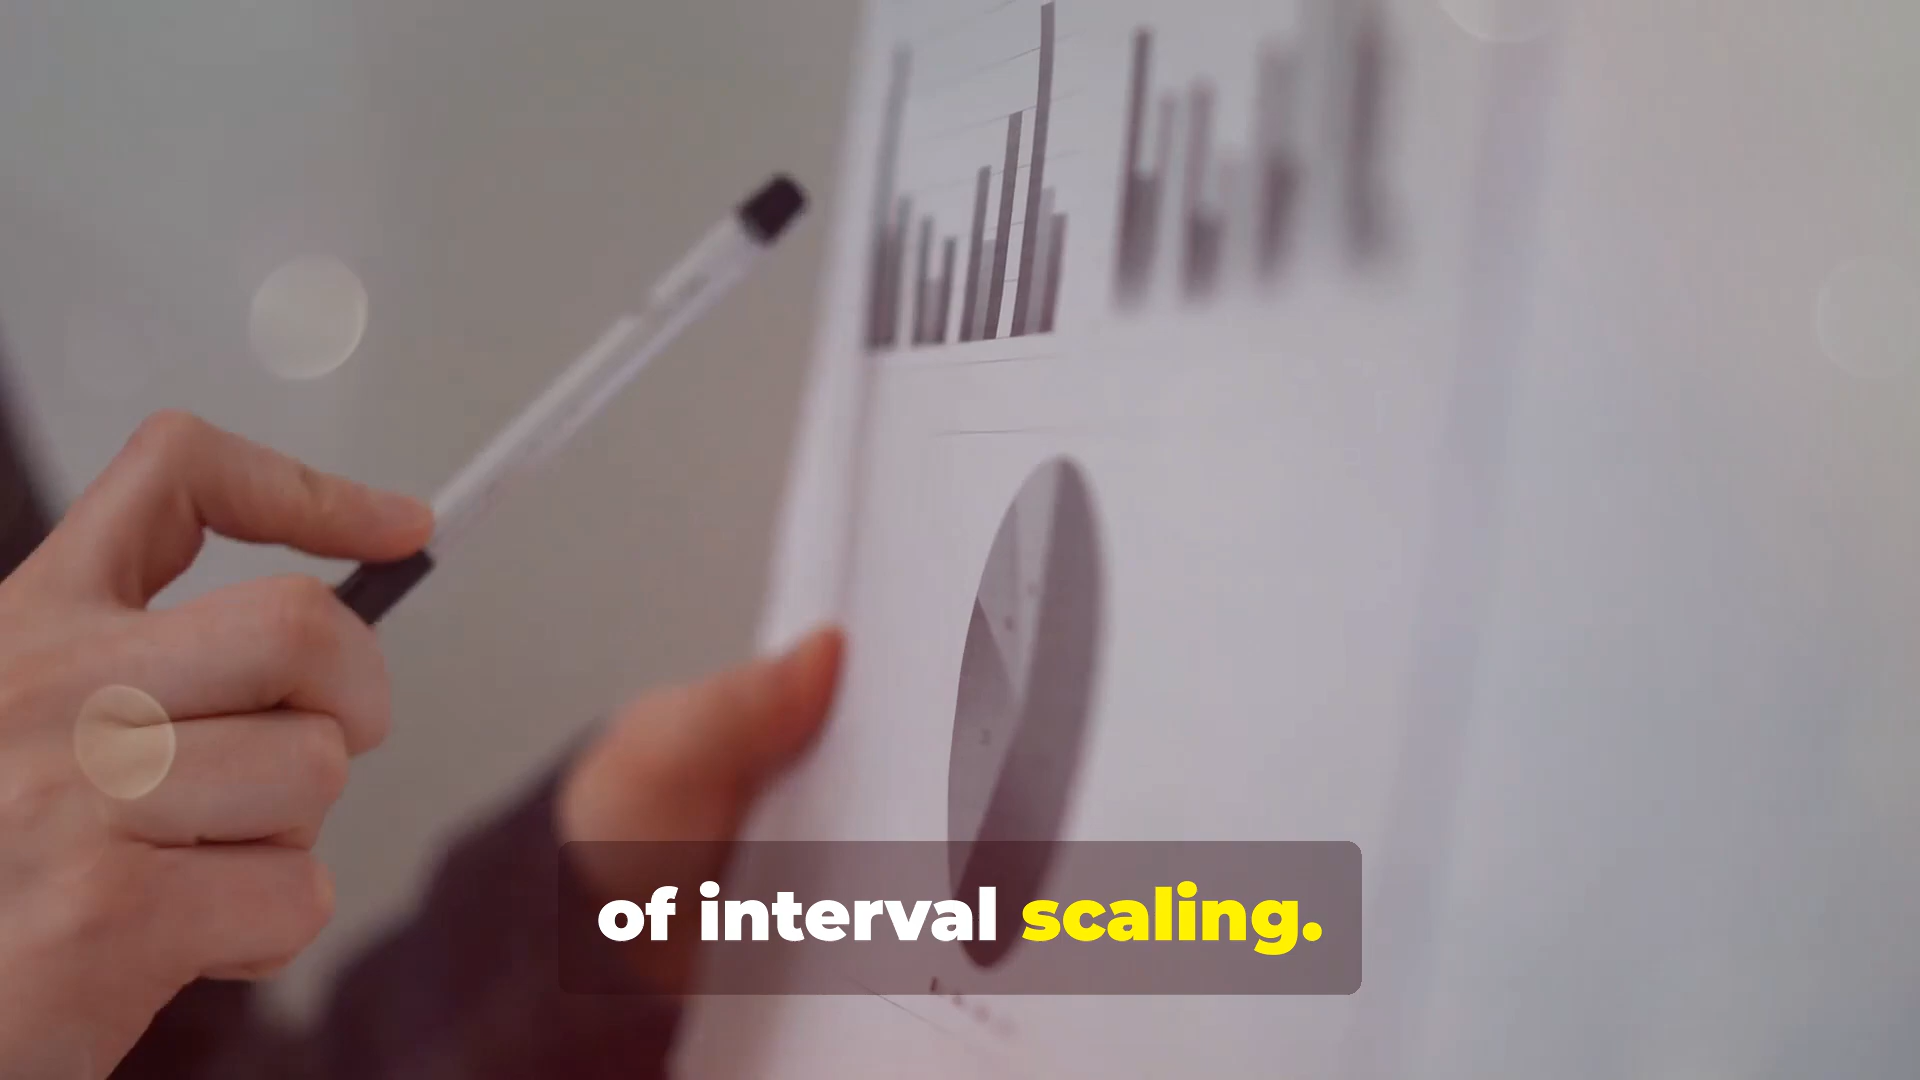 of interval scaling.